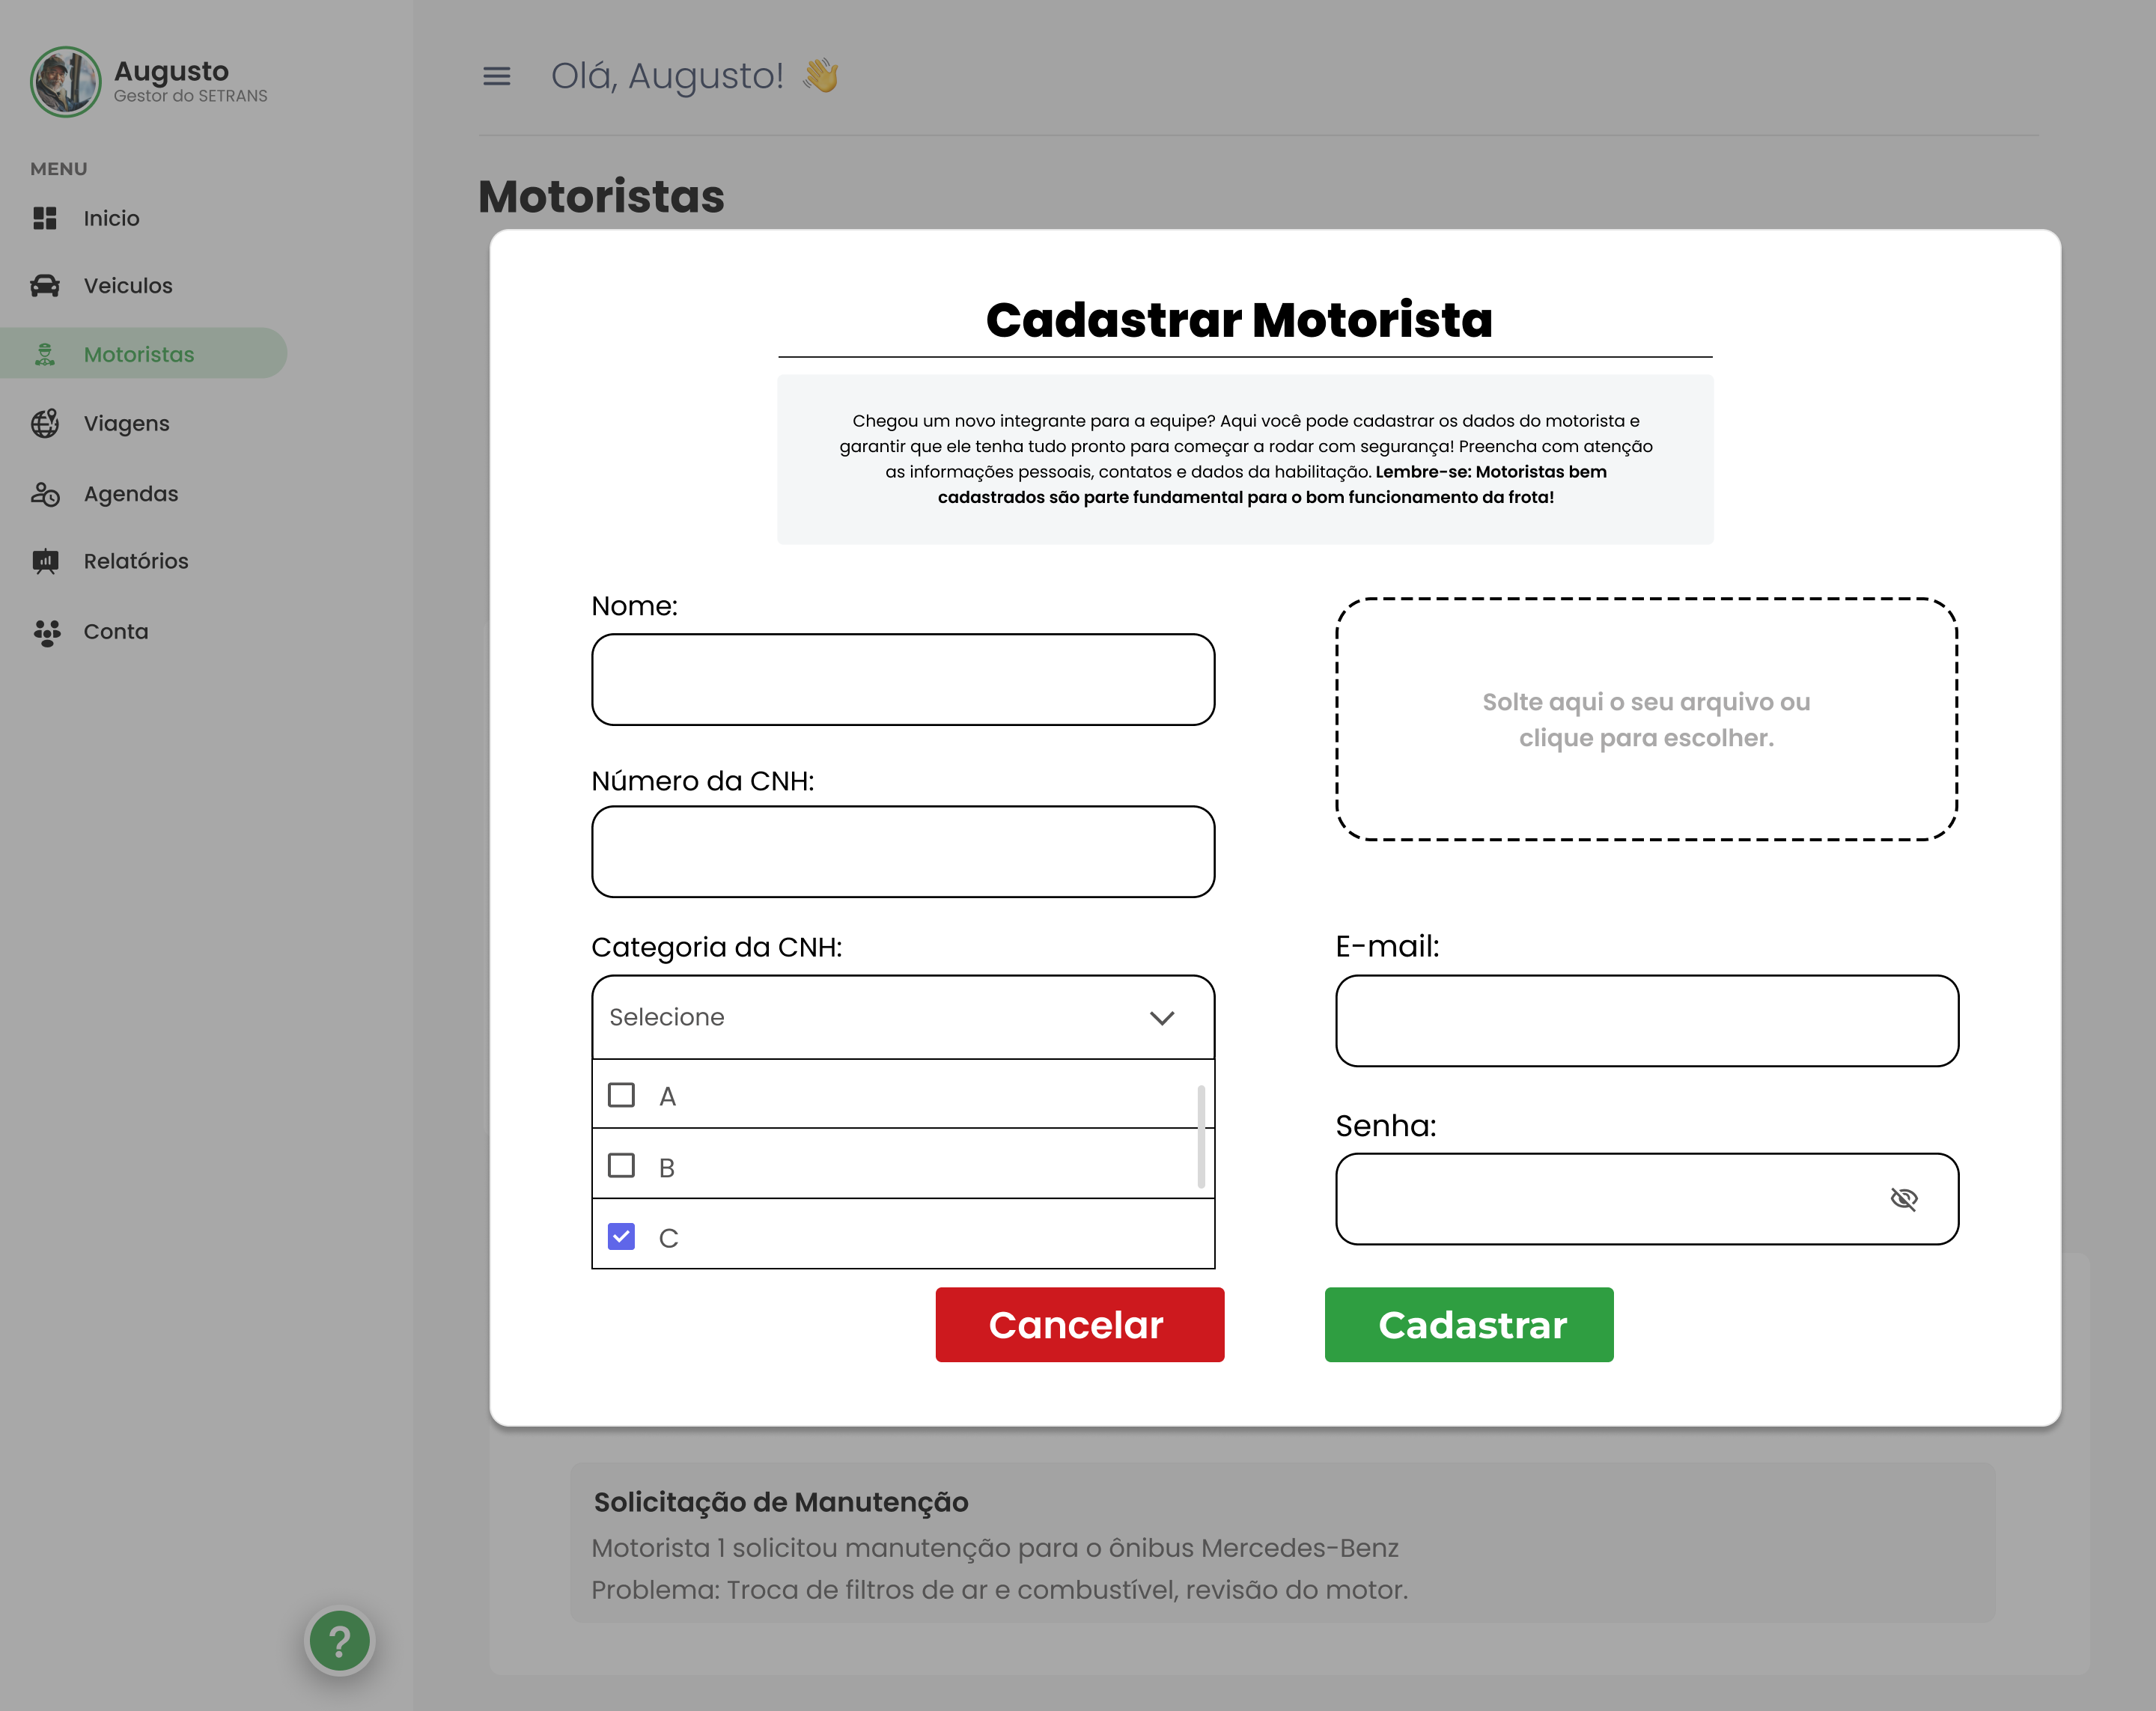 Augusto
Gestor do SETRANS
MENU
Inicio
Veiculos
Motoristas
Viagens
Agendas
Relatórios
Conta
?
Olá, Augusto! 👋
Motoristas
Cadastrar Motorista
Chegou um novo integrante para a equipe? Aqui você pode cadastrar os dados do motorista e
garantir que ele tenha tudo pronto para começar a rodar com segurança! Preencha com atenção
as informações pessoais, contatos e dados da habilitação. Lembre-se: Motoristas bem
cadastrados são parte fundamental para o bom funcionamento da frota!
Nome:
Número da CNH:
Categoria da CNH:
Selecione
A
B
C
Solte aqui o seu arquivo ou
clique para escolher.
E-mail:
Senha:
Cancelar
Cadastrar
Solicitação de Manutenção
Motorista 1 solicitou manutenção para o ônibus Mercedes-Benz
Problema: Troca de filtros de ar e combustível, revisão do motor.